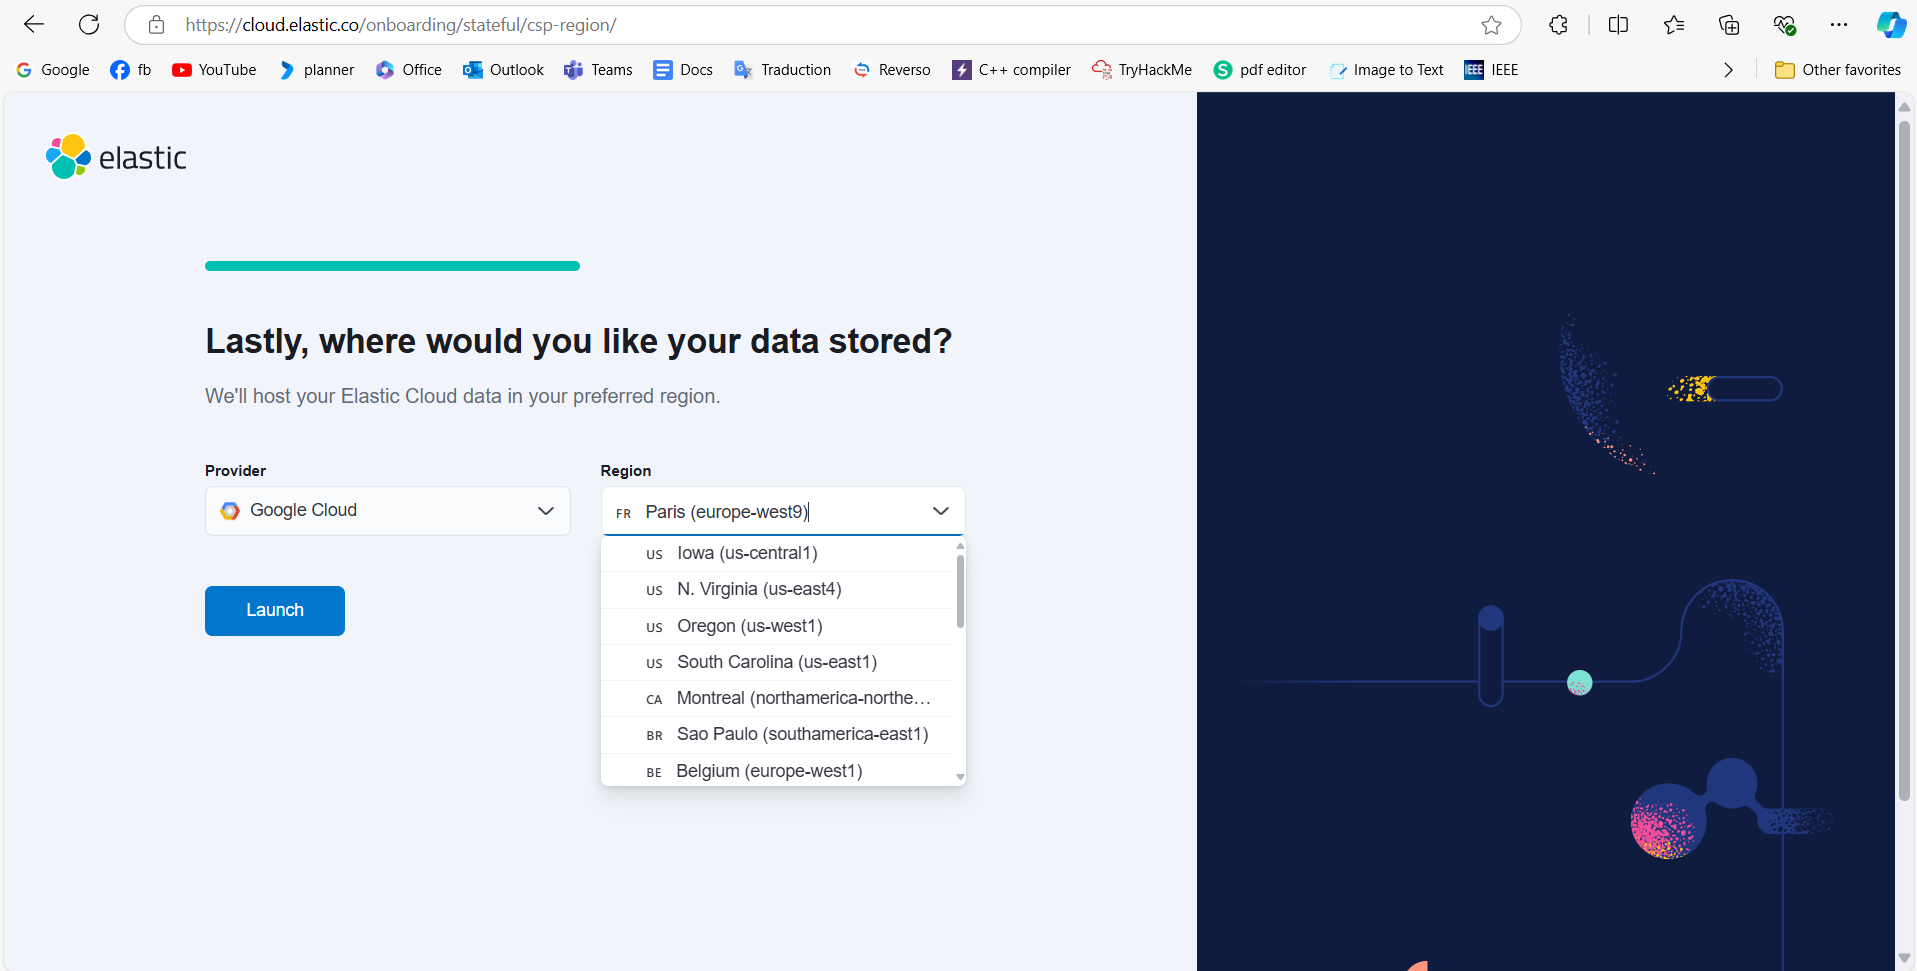 https://cloud.elastic.co/onboarding/stateful/csp-region/
Google fb YouTube planner Office Outlook Teams Docs Traduction Reverso C++ compiler TryHackMe pdf editor Image to Text IEEE IEEE Other favorites
elastic
Lastly, where would you like your data stored?
We'll host your Elastic Cloud data in your preferred region.
Provider Region
Google Cloud FR Paris (europe-west9)
US Iowa (us-central1)
US N. Virginia (us-east4)
Launch
US Oregon (us-west1)
US South Carolina (us-east1)
CA Montreal (northamerica-northe...
BR Sao Paulo (southamerica-east1)
BE Belgium (europe-west1)